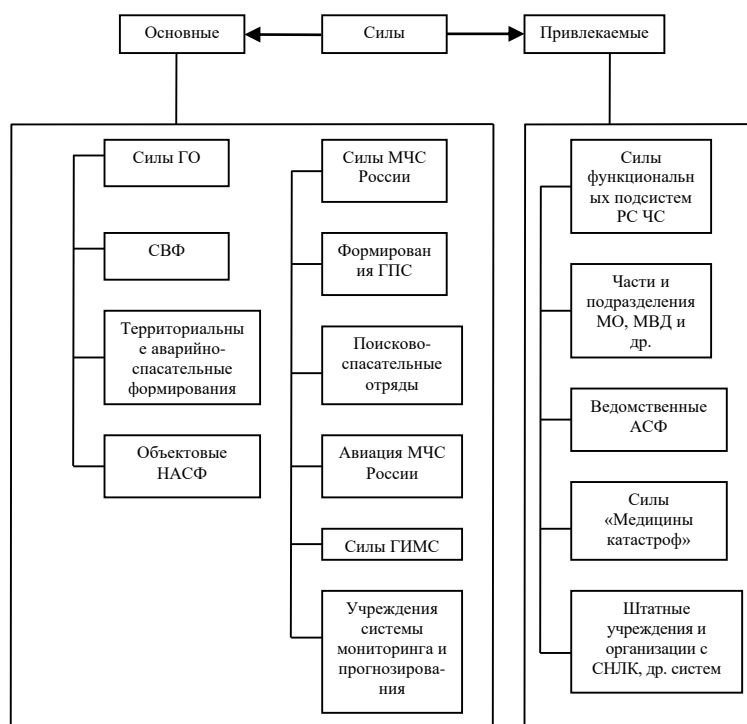 Основные
Силы
Привлекаемые
Силы ГО
СВФ
Территориальны
е аварийно-
спасательные
формирования
Объектовые
НАСФ
Силы МЧС
России
Формирован
ия ГПС
Поисково-
спасательные
отряды
Авиация МЧС
России
Силы ГИМС
Учреждения
системы
мониторинга и
прогнозирова-
ния
Силы
функциональн
ых подсистем
РС ЧС
Части и
подразделения
МО, МВД и
др.
Ведомственные
АСФ
Силы
«Медицины
катастроф»
Штатные
учреждения и
организации с
СНЛК, др. систем